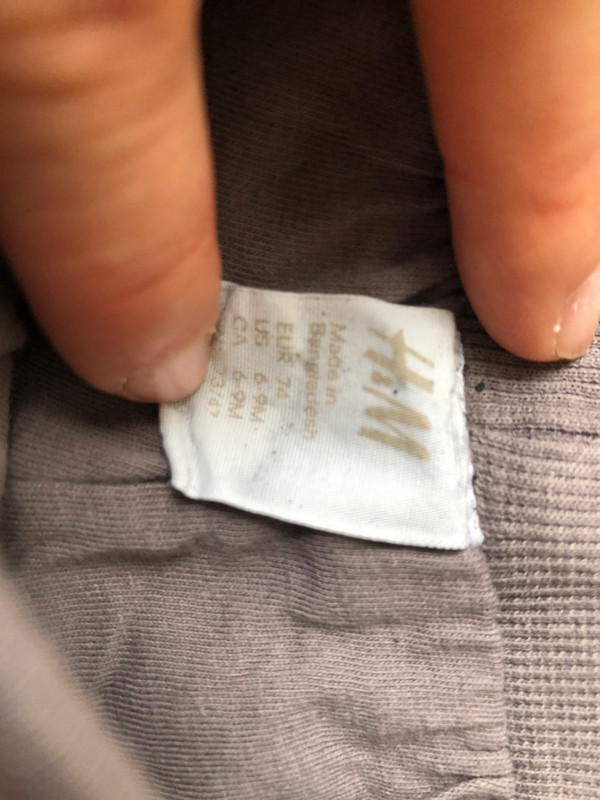 H&M
Made in
Bangladesh
EUR 74
US 6-9M
CA 6-9M